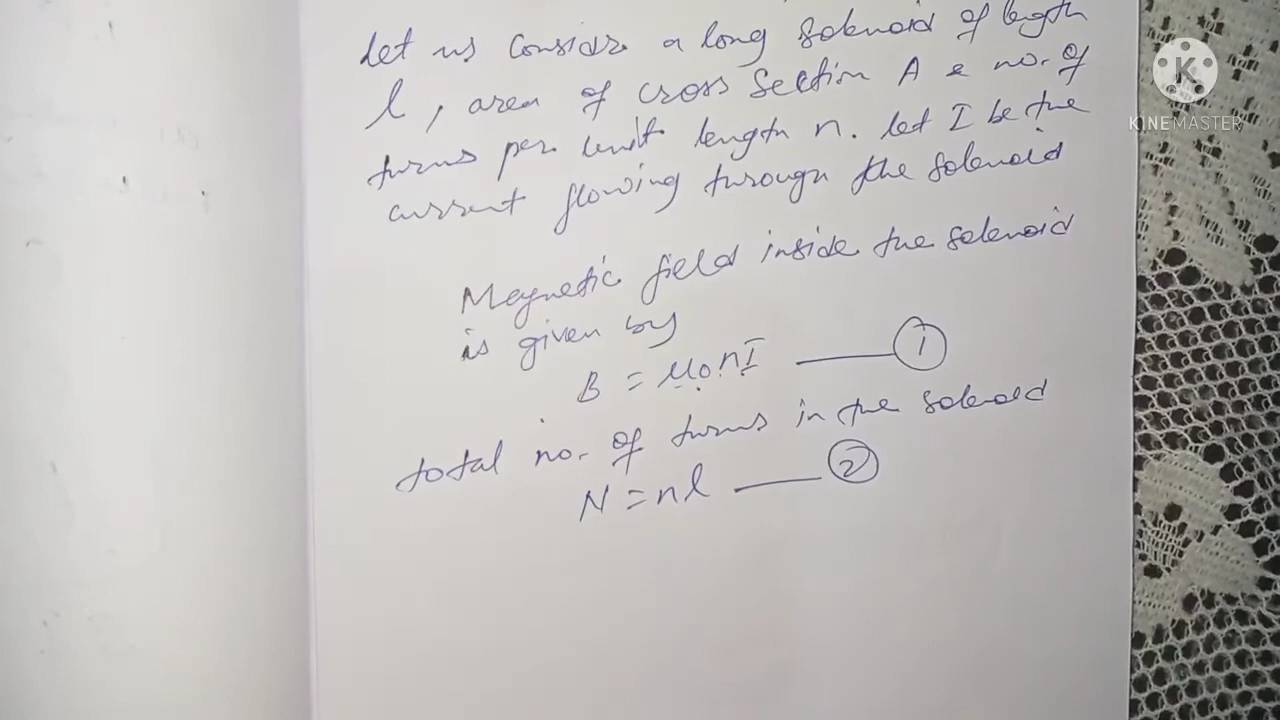 let us Consider a long Solenoid of length
l, area of cross section A & no. of
turns per unit length n. let I be the
current flowing through the solenoid
Magnetic field inside the solenoid
is given by
B = μ₀nI —— ①
total no. of turns in the solenoid
N = nl —— ②
K
KINEMASTER